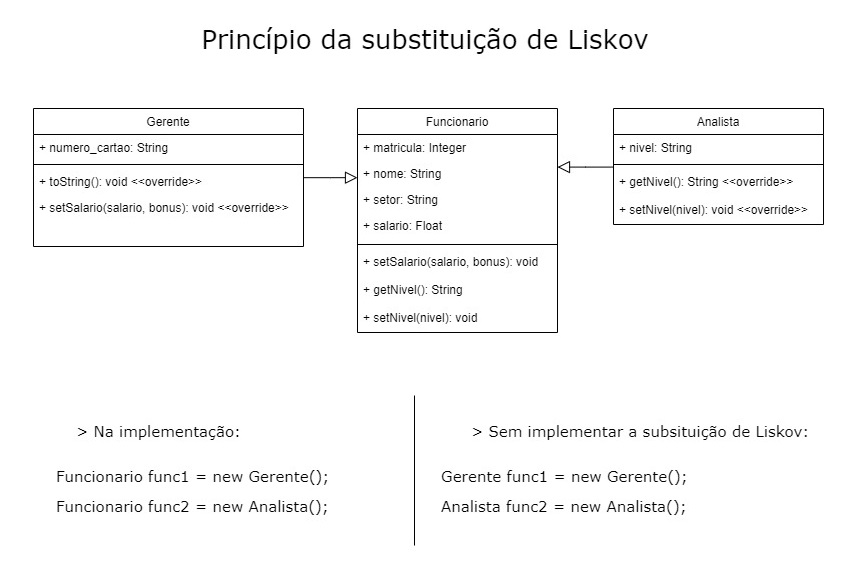 Princípio da substituição de Liskov
Gerente
+ numero_cartao: String
+ toString(): void <<override>>
+ setSalario(salario, bonus): void <<override>>
Funcionario
+ matricula: Integer
+ nome: String
+ setor: String
+ salario: Float
+ setSalario(salario, bonus): void
+ getNivel(): String
+ setNivel(nivel): void
Analista
+ nivel: String
+ getNivel(): String <<override>>
+ setNivel(nivel): void <<override>>
> Na implementação:
Funcionario func1 = new Gerente();
Funcionario func2 = new Analista();
> Sem implementar a subsituição de Liskov:
Gerente func1 = new Gerente();
Analista func2 = new Analista();